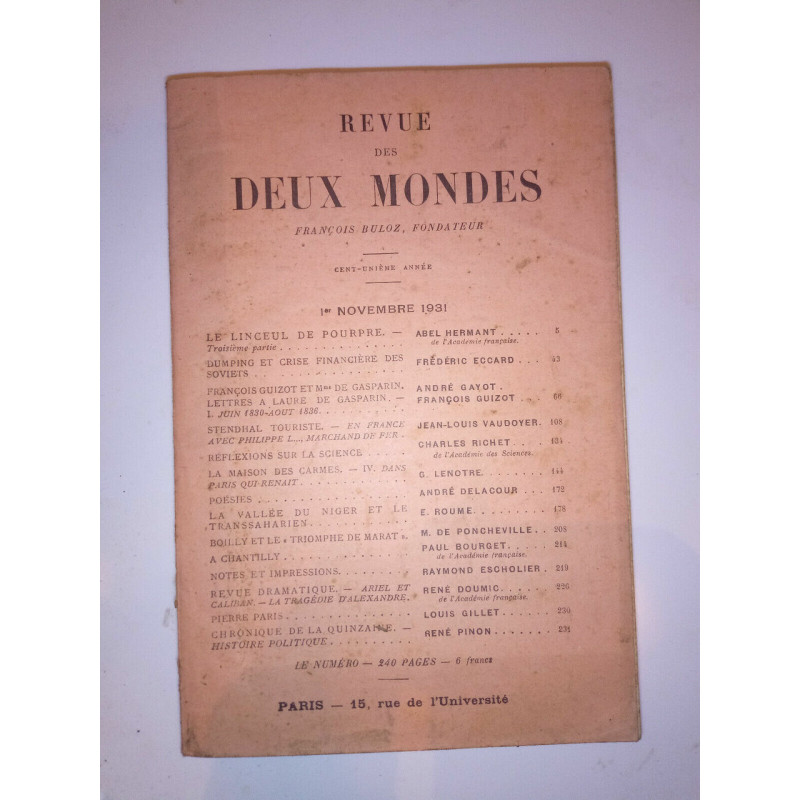 REVUE
DES
DEUX MONDES
FRANÇOIS BULOZ, FONDATEUR
CENT-UNIÈME ANNÉE
1er NOVEMBRE 1931
LE LINCEUL DE POURPRE. — ABEL HERMANT ..... 5
Troisième partie ............... de l'Académie française.
DUMPING ET CRISE FINANCIÈRE DES
SOVIETS ............... FRÉDÉRIC ECCARD ... 43
FRANÇOIS GUIZOT ET Mme DE GASPARIN. ANDRÉ GAYOT.
LETTRES A LAURE DE GASPARIN. — FRANÇOIS GUIZOT ... 66
I. JUIN 1830-AOUT 1836.
STENDHAL TOURISTE. — EN FRANCE JEAN-LOUIS VAUDOYER. 108
AVEC PHILIPPE L..., MARCHAND DE FER.
RÉFLEXIONS SUR LA SCIENCE ..... CHARLES RICHET .... 124
de l'Académie des Sciences.
LA MAISON DES CARMES. — IV. DANS G. LENOTRE ........ 144
PARIS QUI RENAIT ...........
POÉSIES ............... ANDRÉ DELACOUR ... 172
LA VALLÉE DU NIGER ET LE E. ROUME ......... 178
TRANSSAHARIEN ............
BOILLY ET LE « TRIOMPHE DE MARAT ». M. DE PONCHEVILLE .. 208
A CHANTILLY ............ PAUL BOURGET ..... 214
de l'Académie française.
NOTES ET IMPRESSIONS ........ RAYMOND ESCHOLIER . 219
REVUE DRAMATIQUE. — ARIEL ET RENÉ DOUMIC ...... 226
CALIBAN. — LA TRAGÉDIE D'ALEXANDRE. de l'Académie française.
PIERRE PARIS ............ LOUIS GILLET ..... 230
CHRONIQUE DE LA QUINZAINE. — RENÉ PINON ....... 231
HISTOIRE POLITIQUE .........
LE NUMÉRO — 240 PAGES — 6 francs
PARIS — 15, rue de l'Université